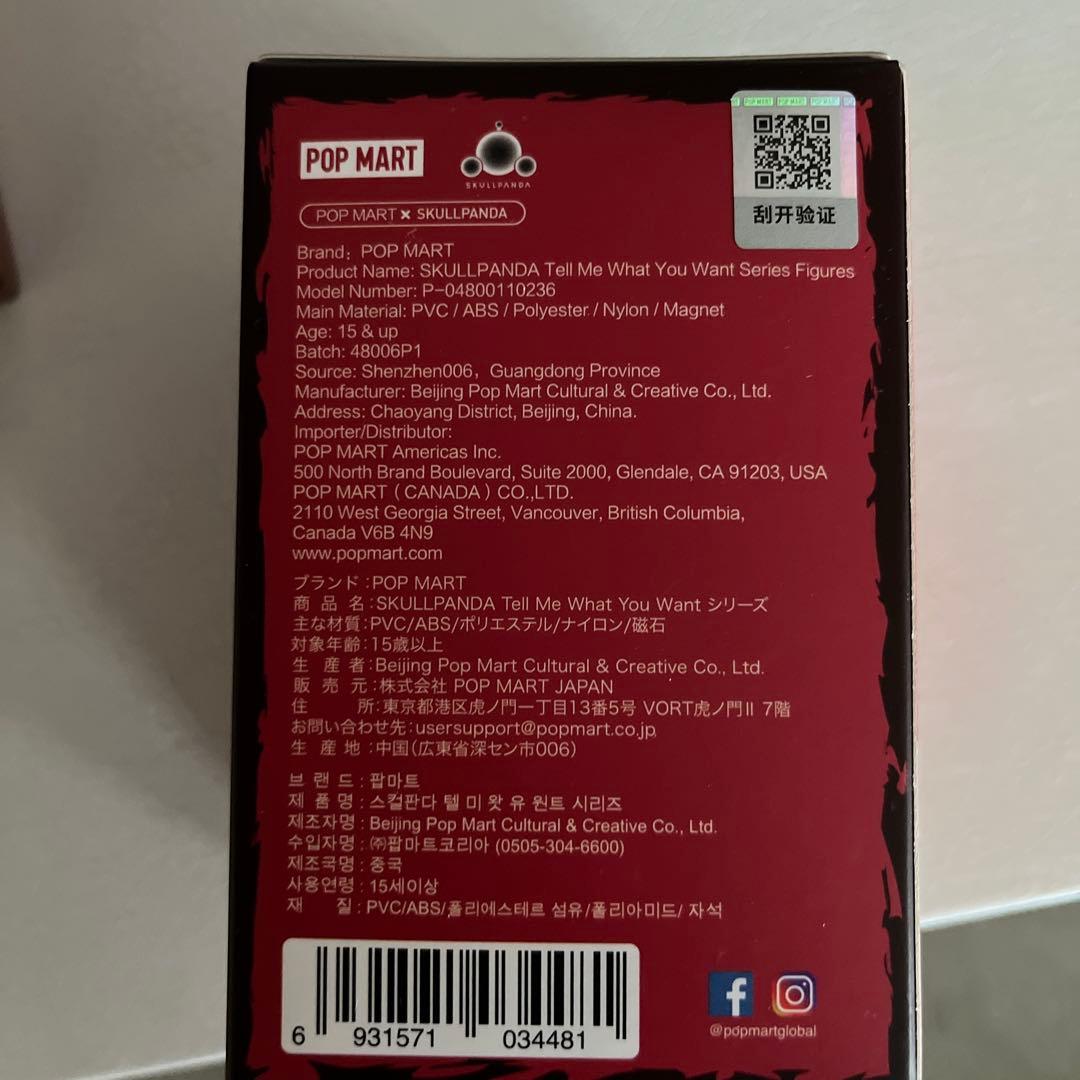 POP MART
SKULLPANDA
POP MART × SKULLPANDA
POP MART POP MART POP MART
刮开验证
Brand: POP MART
Product Name: SKULLPANDA Tell Me What You Want Series Figures
Model Number: P-04800110236
Main Material: PVC / ABS / Polyester / Nylon / Magnet
Age: 15 & up
Batch: 48006P1
Source: Shenzhen006, Guangdong Province
Manufacturer: Beijing Pop Mart Cultural & Creative Co., Ltd.
Address: Chaoyang District, Beijing, China.
Importer/Distributor:
POP MART Americas Inc.
500 North Brand Boulevard, Suite 2000, Glendale, CA 91203, USA
POP MART ( CANADA ) CO.,LTD.
2110 West Georgia Street, Vancouver, British Columbia,
Canada V6B 4N9
www.popmart.com
ブランド:POP MART
商品名:SKULLPANDA Tell Me What You Want シリーズ
主な材質:PVC/ABS/ポリエステル/ナイロン/磁石
対象年齢:15歳以上
生産者:Beijing Pop Mart Cultural & Creative Co., Ltd.
販売元:株式会社 POP MART JAPAN
住所:東京都港区虎ノ門一丁目13番5号 VORT虎ノ門II 7階
お問い合わせ先:usersupport@popmart.co.jp
生産地:中国(広東省深セン市006)
브랜드 : 팝마트
제품명 : 스컬판다 텔 미 왓 유 원트 시리즈
제조자명 : Beijing Pop Mart Cultural & Creative Co., Ltd.
수입자명 : ㈜팝마트코리아 (0505-304-6600)
제조국명 : 중국
사용연령 : 15세이상
재질 : PVC/ABS/폴리에스테르 섬유/폴리아미드/ 자석
6 931571 034481
@popmartglobal